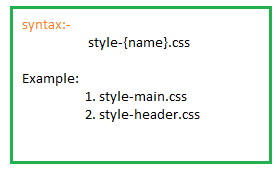 syntax:-
style-{name}.css
Example:
1. style-main.css
2. style-header.css